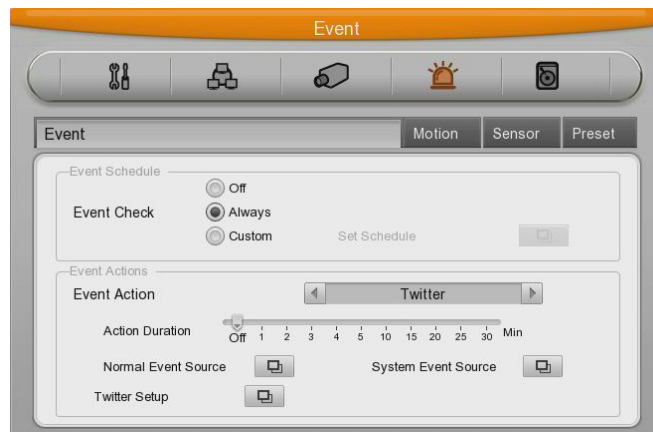 Event
Event Motion Sensor Preset
Event Schedule
Off
Event Check Always
Custom Set Schedule
Event Actions
Event Action Twitter
Action Duration Off 1 2 3 4 5 10 15 20 25 30 Min
Normal Event Source System Event Source
Twitter Setup